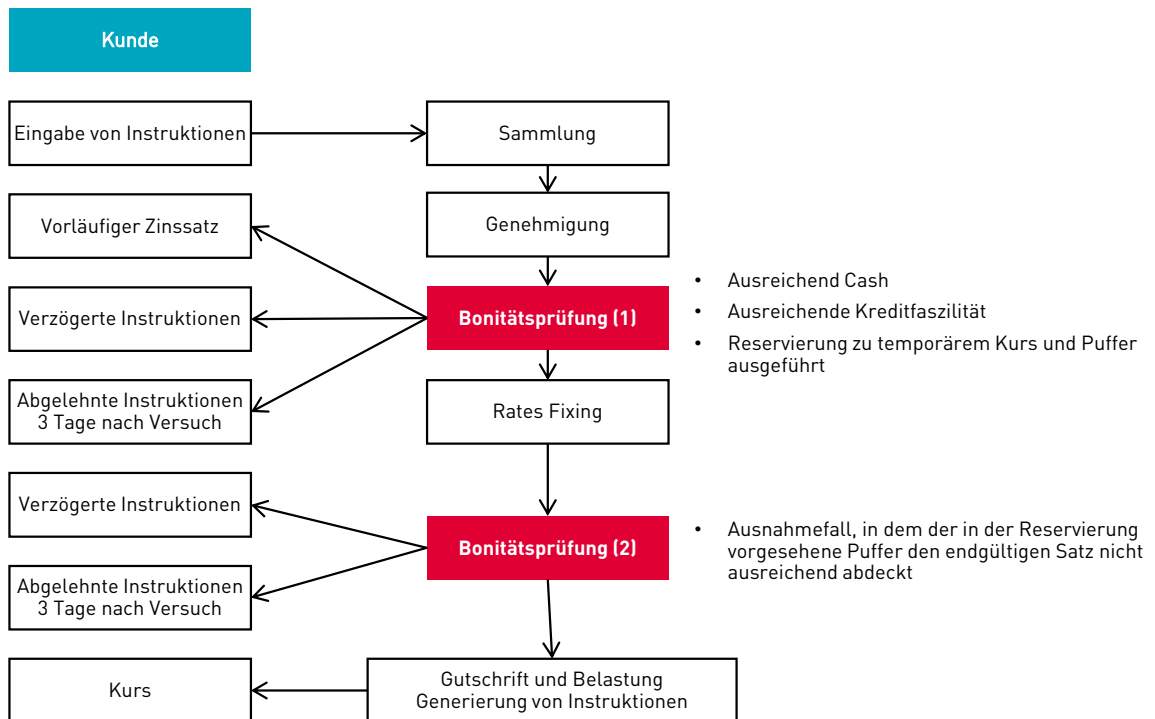 Kunde
Eingabe von Instruktionen
Sammlung
Vorläufiger Zinssatz
Genehmigung
Verzögerte Instruktionen
Bonitätsprüfung (1)
• Ausreichend Cash
• Ausreichende Kreditfaszilität
• Reservierung zu temporärem Kurs und Puffer
ausgeführt
Abgelehnte Instruktionen
3 Tage nach Versuch
Rates Fixing
Verzögerte Instruktionen
Bonitätsprüfung (2)
• Ausnahmefall, in dem der in der Reservierung
vorgesehene Puffer den endgültigen Satz nicht
ausreichend abdeckt
Abgelehnte Instruktionen
3 Tage nach Versuch
Kurs
Gutschrift und Belastung
Generierung von Instruktionen